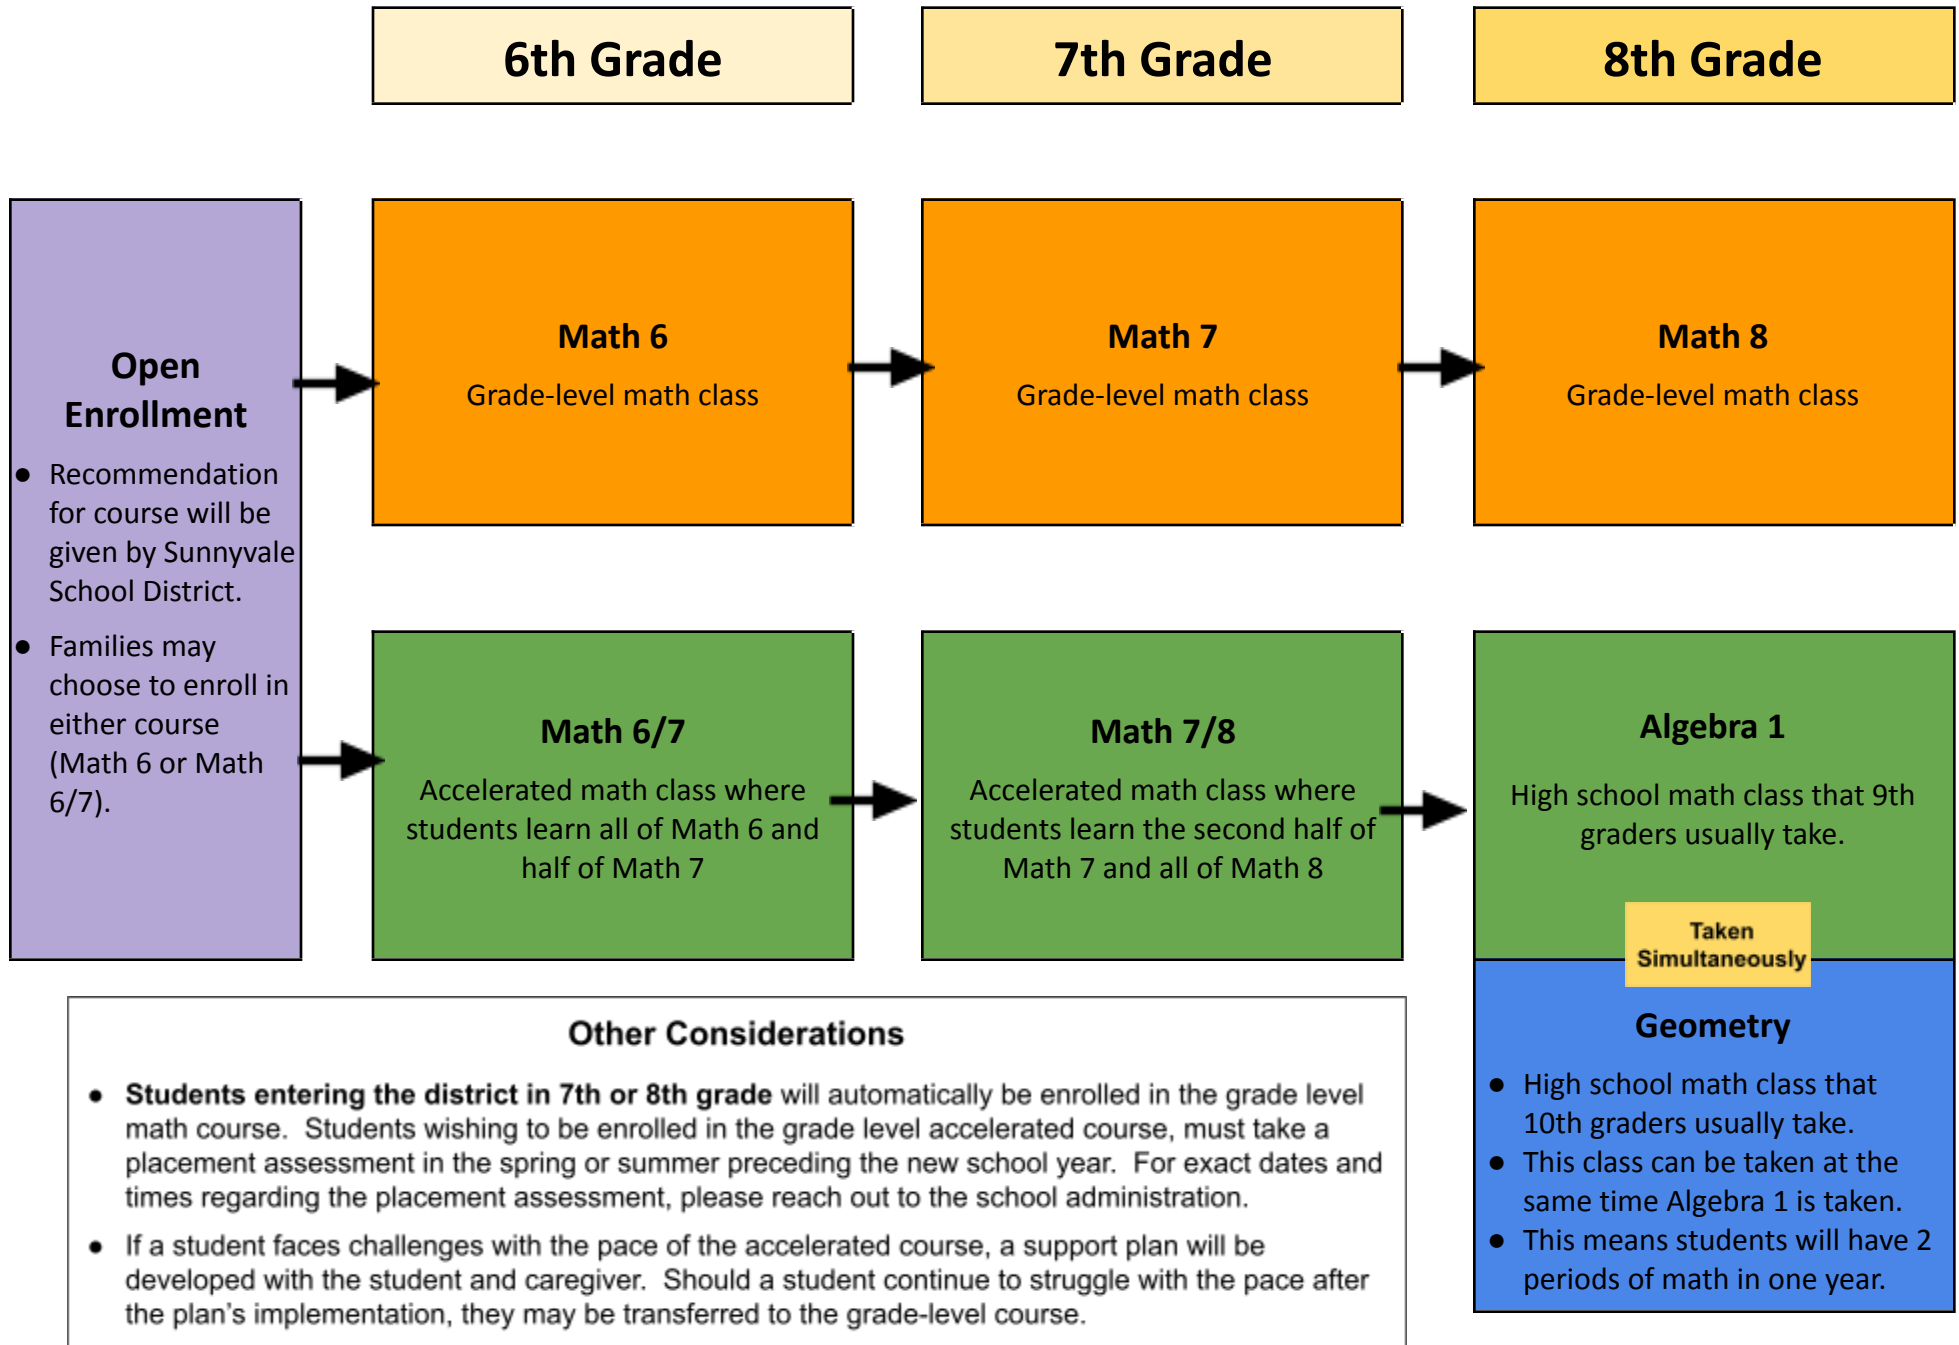 6th Grade
7th Grade
8th Grade
Open
Enrollment
● Recommendation
for course will be
given by Sunnyvale
School District.
● Families may
choose to enroll in
either course
(Math 6 or Math
6/7).
Math 6
Grade-level math class
Math 7
Grade-level math class
Math 8
Grade-level math class
Math 6/7
Accelerated math class where
students learn all of Math 6 and
half of Math 7
Math 7/8
Accelerated math class where
students learn the second half of
Math 7 and all of Math 8
Algebra 1
High school math class that 9th
graders usually take.
Taken
Simultaneously
Geometry
● High school math class that
10th graders usually take.
● This class can be taken at the
same time Algebra 1 is taken.
● This means students will have 2
periods of math in one year.
Other Considerations
● Students entering the district in 7th or 8th grade will automatically be enrolled in the grade level
math course. Students wishing to be enrolled in the grade level accelerated course, must take a
placement assessment in the spring or summer preceding the new school year. For exact dates and
times regarding the placement assessment, please reach out to the school administration.
● If a student faces challenges with the pace of the accelerated course, a support plan will be
developed with the student and caregiver. Should a student continue to struggle with the pace after
the plan's implementation, they may be transferred to the grade-level course.